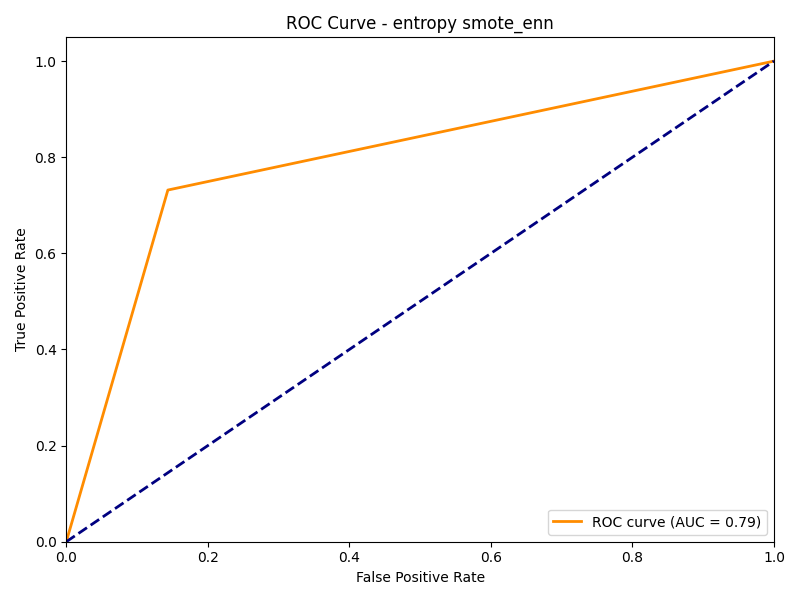 ROC Curve - entropy smote_enn
True Positive Rate
1.0
0.8
0.6
0.4
0.2
0.0
ROC curve (AUC = 0.79)
0.0 0.2 0.4 0.6 0.8 1.0
False Positive Rate